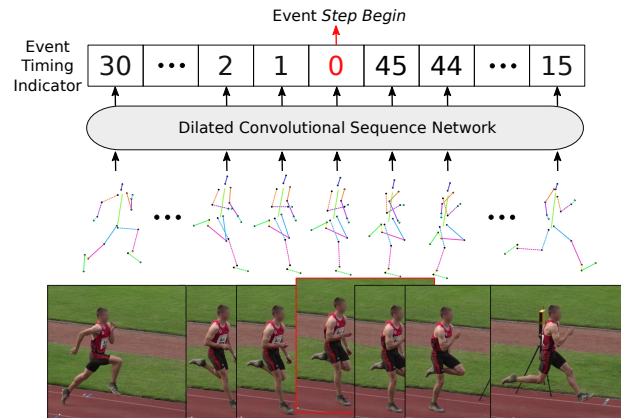 Event Step Begin
Event
Timing
Indicator
30 ••• 2 1 0 45 44 ••• 15
Dilated Convolutional Sequence Network
••• •••